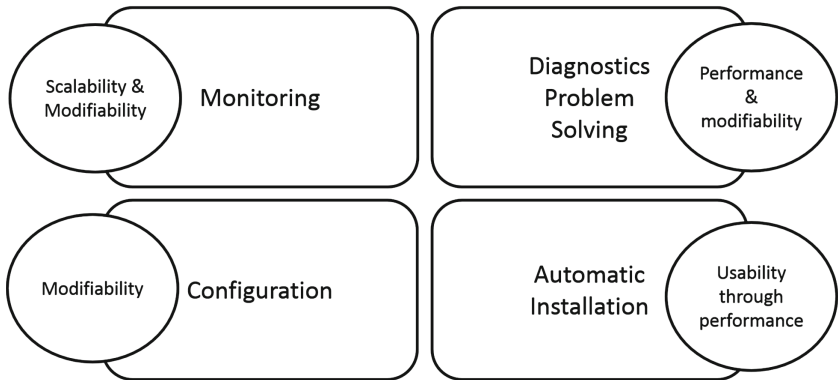 Scalability &
Modifiability
Monitoring
Diagnostics
Problem
Solving
Performance
&
modifiability
Modifiability
Configuration
Automatic
Installation
Usability
through
performance